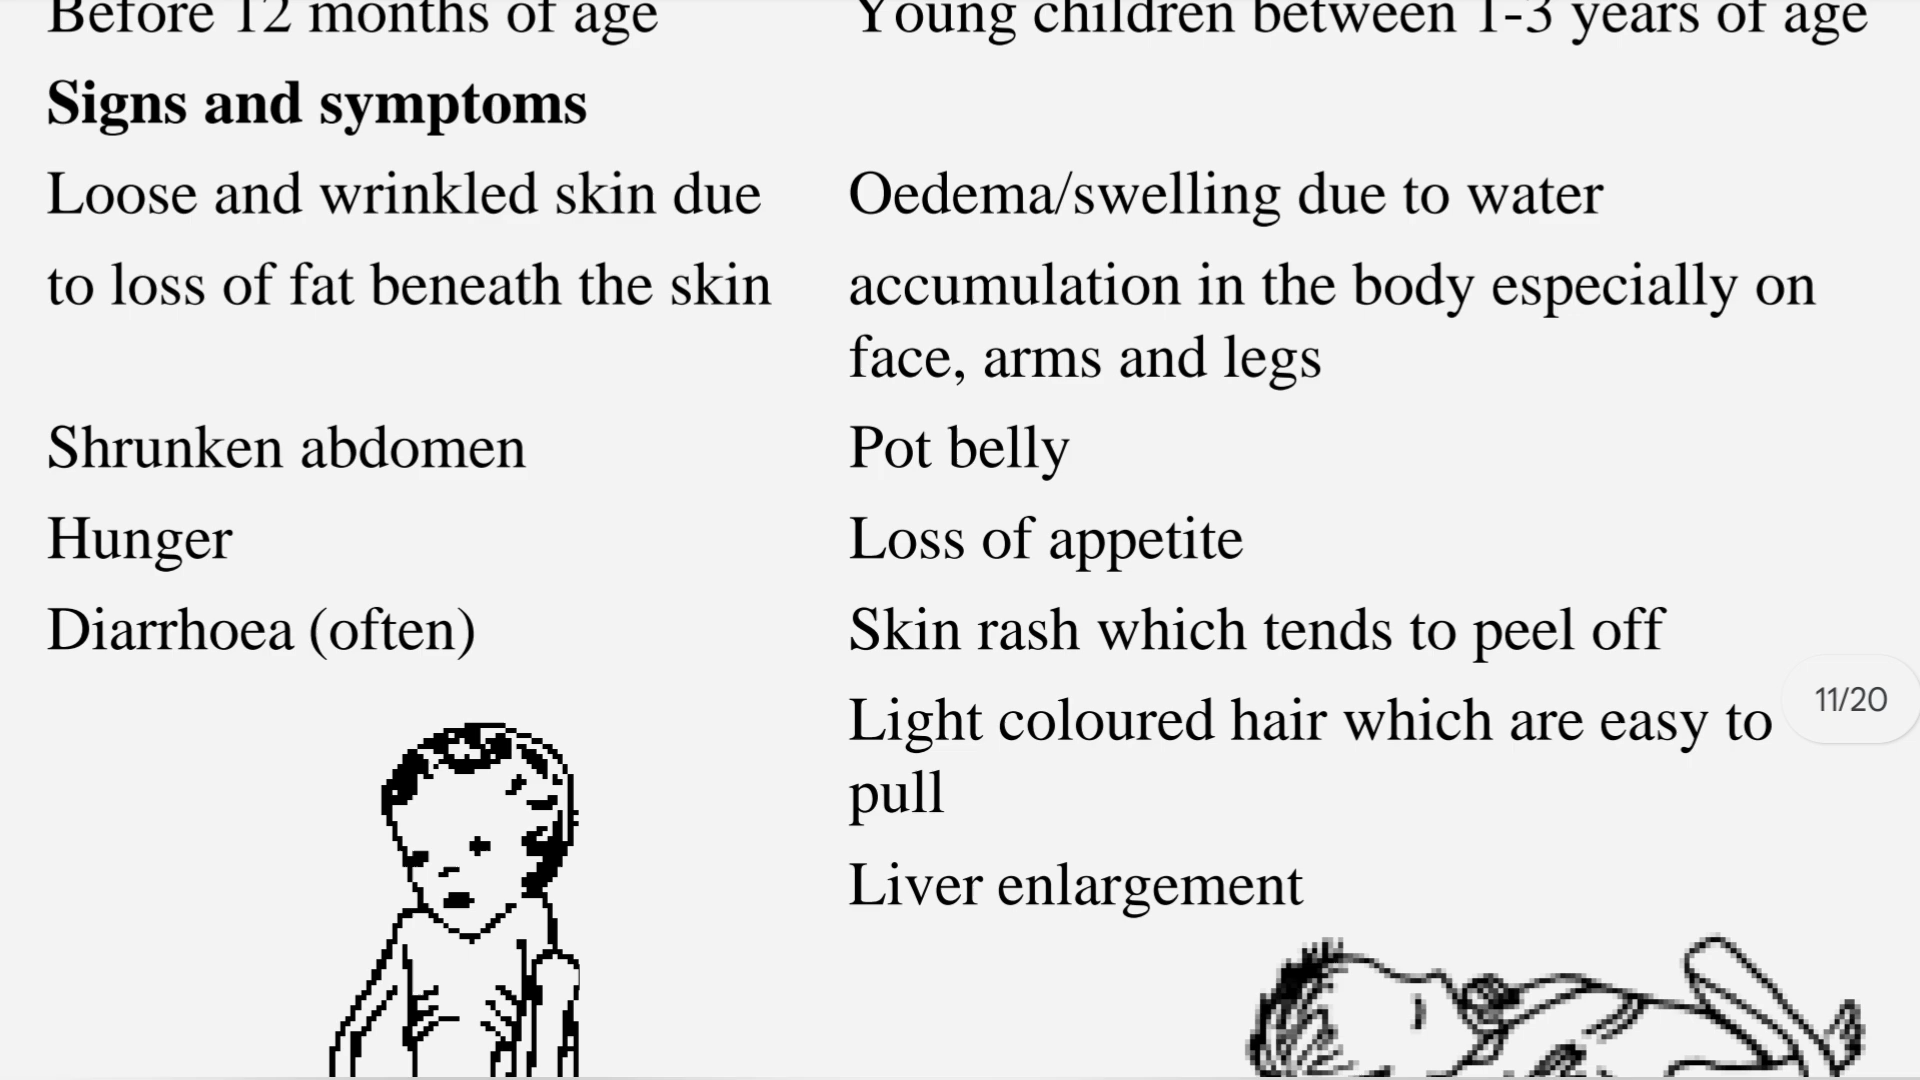 Before 12 months of age
Young children between 1-3 years of age
Signs and symptoms
Loose and wrinkled skin due
to loss of fat beneath the skin
Oedema/swelling due to water
accumulation in the body especially on
face, arms and legs
Shrunken abdomen
Pot belly
Hunger
Loss of appetite
Diarrhoea (often)
Skin rash which tends to peel off
Light coloured hair which are easy to
pull
Liver enlargement
11/20